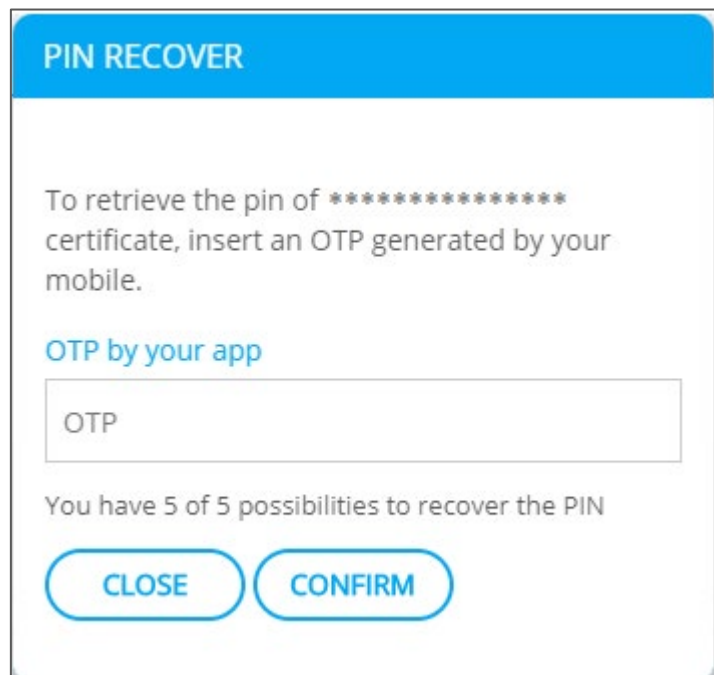 PIN RECOVER
To retrieve the pin of ***************
certificate, insert an OTP generated by your
mobile.
OTP by your app
OTP
You have 5 of 5 possibilities to recover the PIN
CLOSE CONFIRM